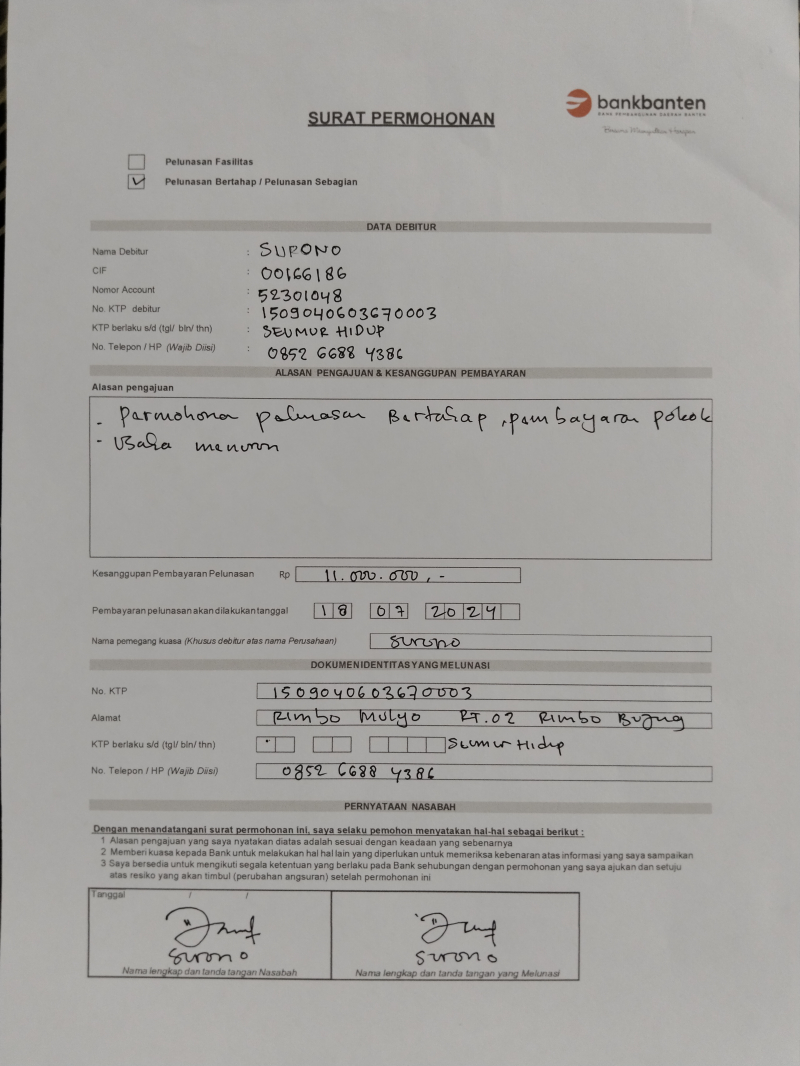 bankbanten
BANK PEMBANGUNAN DAERAH BANTEN
SURAT PERMOHONAN
Pelunasan Fasilitas
Pelunasan Bertahap / Pelunasan Sebagian
DATA DEBITUR
Nama Debitur : SURONO
CIF : 00166186
Nomor Account : 52301048
No. KTP debitur : 1509040603670003
KTP berlaku s/d (tgl/ bln/ thn) : SEUMUR HIDUP
No. Telepon / HP (Wajib Diisi) : 0852 6688 4386
ALASAN PENGAJUAN & KESANGGUPAN PEMBAYARAN
Alasan pengajuan
- Parmohonan palunasan Bartahap , pambayaran pokok
- Usaha menurun
Kesanggupan Pembayaran Pelunasan Rp 11.000.000,-
Pembayaran pelunasan akan dilakukan tanggal 18 07 2024
Nama pemegang kuasa (Khusus debitur atas nama Perusahaan) Surono
DOKUMEN IDENTITAS YANG MELUNASI
No. KTP 1509040603670003
Alamat Rimbo Mulyo RT.02 Rimbo Bujang
KTP berlaku s/d (tgl/ bln/ thn) Seumur Hidup
No. Telepon / HP (Wajib Diisi) 0852 6688 4386
PERNYATAAN NASABAH
Dengan menandatangani surat permohonan ini, saya selaku pemohon menyatakan hal-hal sebagai berikut :
1 Alasan pengajuan yang saya nyatakan diatas adalah sesuai dengan keadaan yang sebenarnya
2 Memberi kuasa kepada Bank untuk melakukan hal hal lain yang diperlukan untuk memeriksa kebenaran atas informasi yang saya sampaikan
3 Saya bersedia untuk mengikuti segala ketentuan yang berlaku pada Bank sehubungan dengan permohonan yang saya ajukan dan setuju
atas resiko yang akan timbul (perubahan angsuran) setelah permohonan ini
Tanggal / /
Surono Surono
Nama lengkap dan tanda tangan Nasabah Nama lengkap dan tanda tangan yang Melunasi